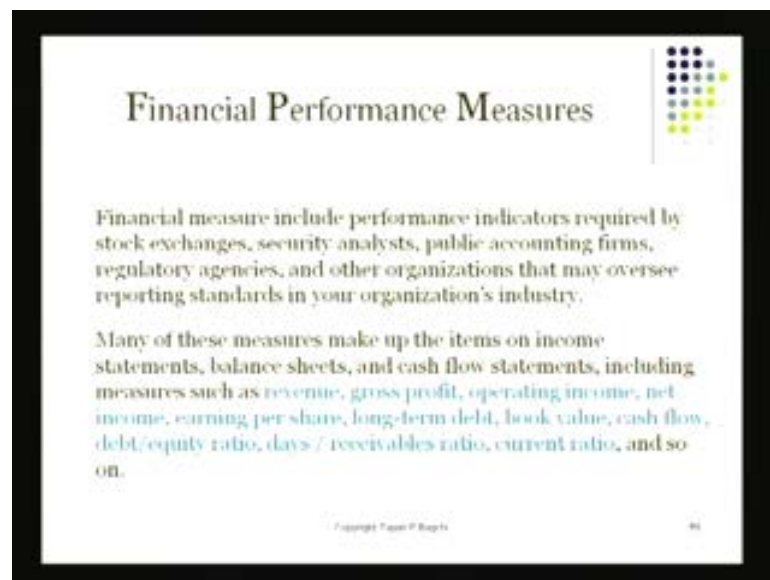 Financial Performance Measures
Financial measure include performance indicators required by
stock exchanges, security analysts, public accounting firms,
regulatory agencies, and other organizations that may oversee
reporting standards in your organization's industry.
Many of these measures make up the items on income
statements, balance sheets, and cash flow statements, including
measures such as revenue, gross profit, operating income, net
income, earning per share, long-term debt, book value, cash flow,
debt/equity ratio, days / receivables ratio, current ratio, and so
on.
Copyright Tapan P Bagchi